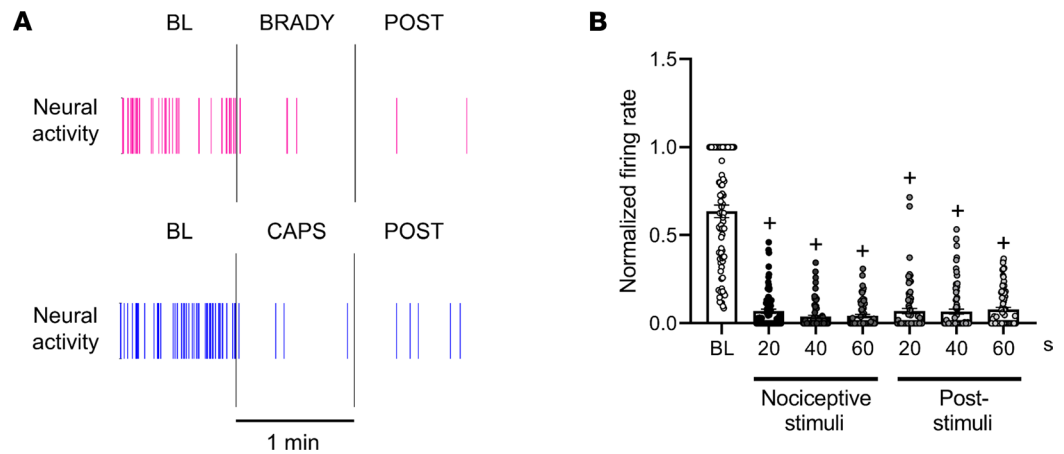 A
BL BRADY POST
Neural
activity
BL CAPS POST
Neural
activity
1 min
B
Normalized firing rate
1.5
1.0
0.5
0.0
+ + + + + +
BL 20 40 60 20 40 60 s
Nociceptive
stimuli
Post-
stimuli